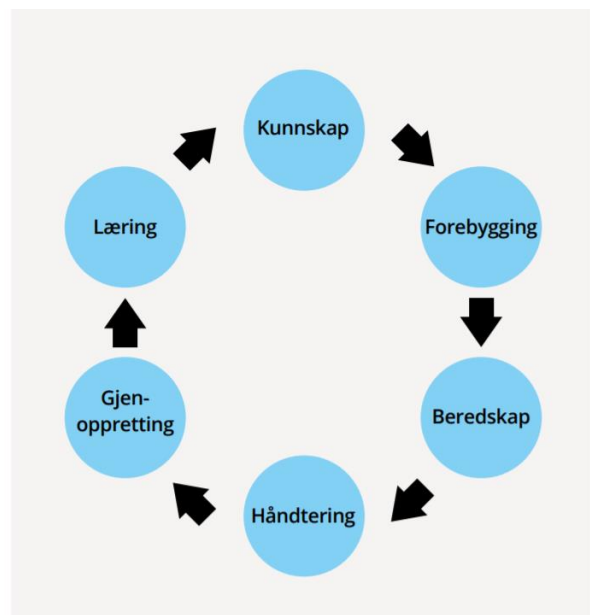 Kunnskap
Forebygging
Beredskap
Håndtering
Gjen-
oppretting
Læring